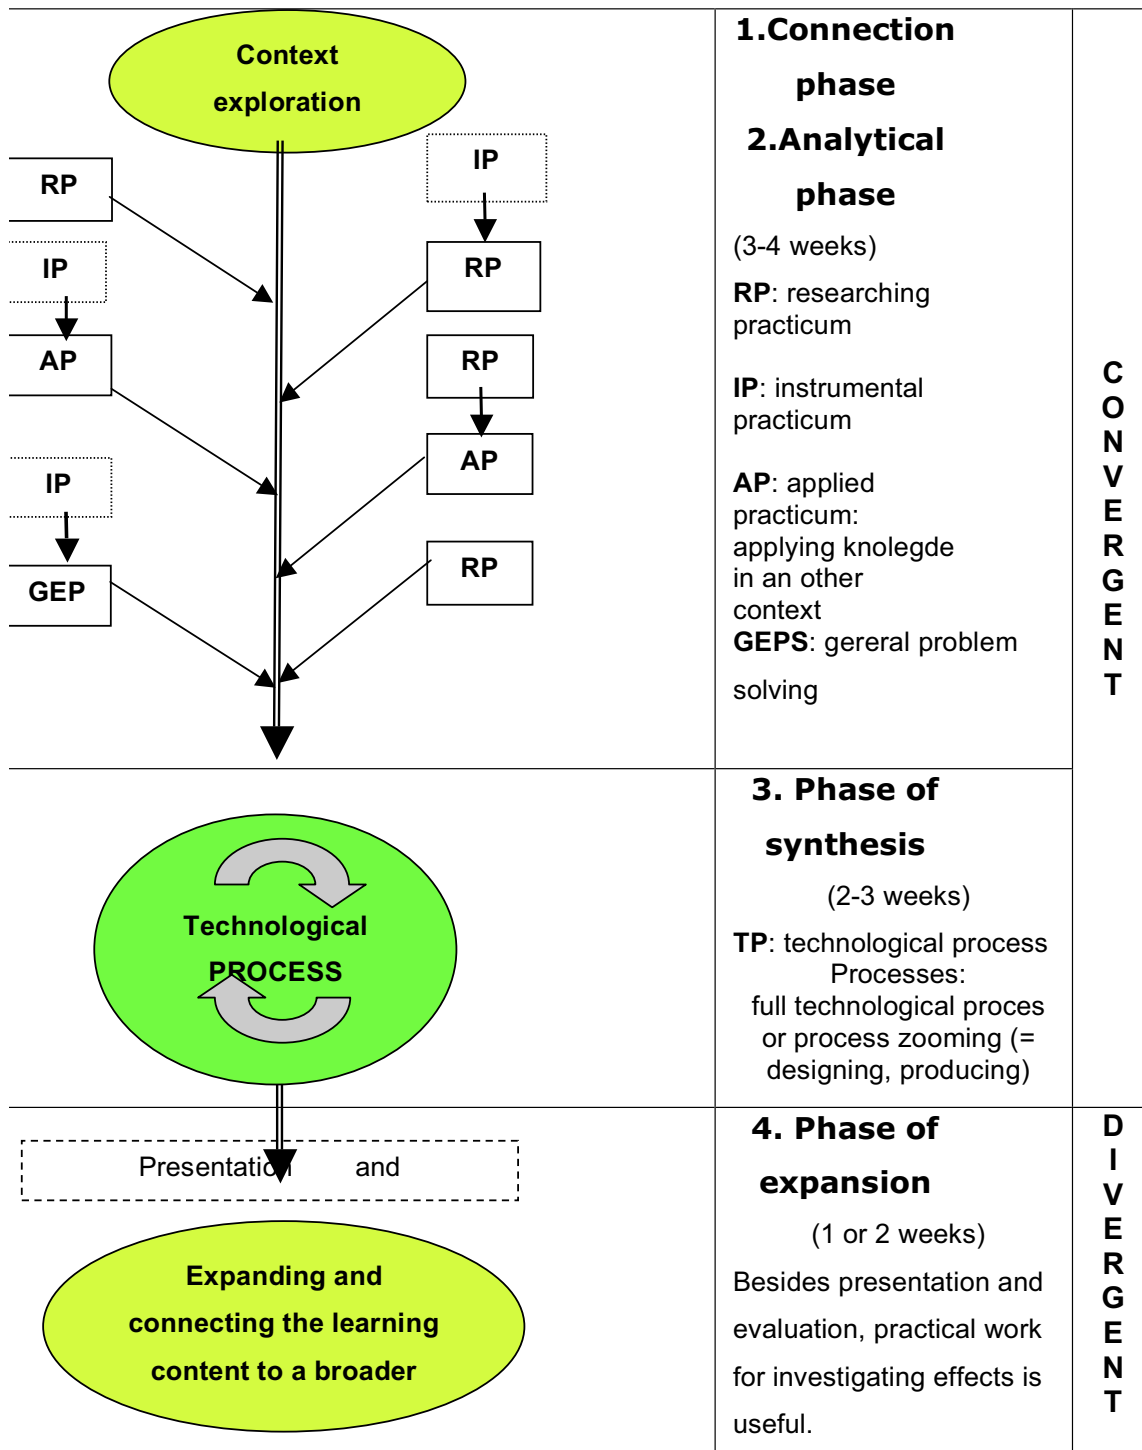 Context
exploration
RP
IP
AP
IP
GEP
IP
RP
RP
AP
RP
1.Connection
phase
2.Analytical
phase
(3-4 weeks)
RP: researching
practicum
IP: instrumental
practicum
AP: applied
practicum:
applying knolegde
in an other
context
GEPS: gereral problem
solving
CONVERGENT
Technological
PROCESS
3. Phase of
synthesis
(2-3 weeks)
TP: technological process
Processes:
full technological proces
or process zooming (=
designing, producing)
Presentation and
Expanding and
connecting the learning
content to a broader
4. Phase of
expansion
(1 or 2 weeks)
Besides presentation and
evaluation, practical work
for investigating effects is
useful.
DIVERGENT